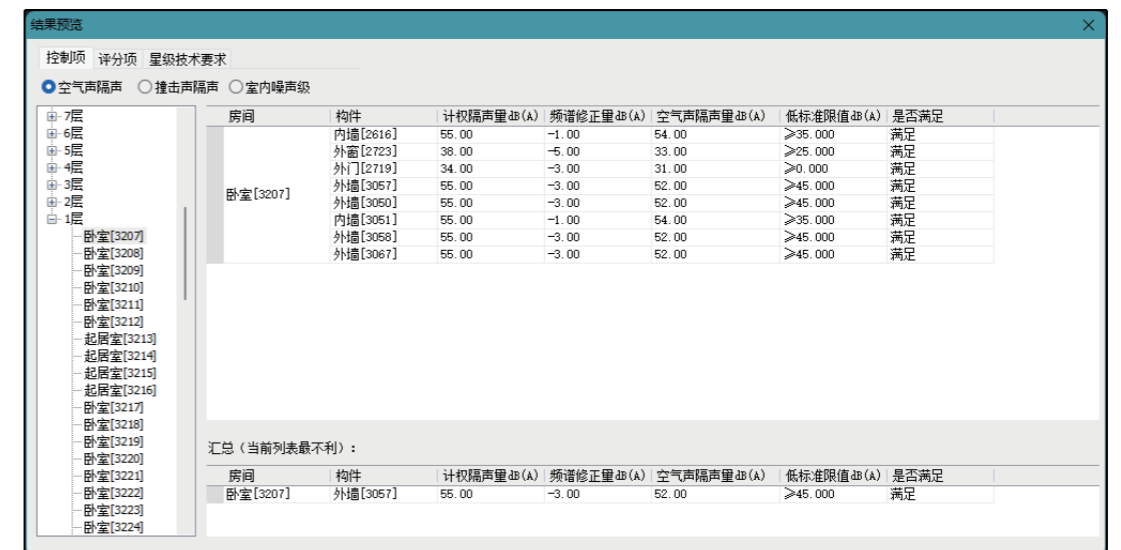 结果预览
控制项 评分项 星级技术要求
空气声隔声 撞击声隔声 室内噪声级
7层
6层
5层
4层
3层
2层
1层
卧室[3207]
卧室[3208]
卧室[3209]
卧室[3210]
卧室[3211]
卧室[3212]
起居室[3213]
起居室[3214]
起居室[3215]
起居室[3216]
卧室[3217]
卧室[3218]
卧室[3219]
卧室[3220]
卧室[3221]
卧室[3222]
卧室[3223]
卧室[3224]
房间 构件 计权隔声量dB(A) 频谱修正量dB(A) 空气声隔声量dB(A) 低标准限值dB(A) 是否满足
卧室[3207]
内墙[2616] 55.00 -1.00 54.00 ≥35.000 满足
外窗[2723] 38.00 -5.00 33.00 ≥25.000 满足
外门[2719] 34.00 -3.00 31.00 ≥0.000 满足
外墙[3057] 55.00 -3.00 52.00 ≥45.000 满足
外墙[3050] 55.00 -3.00 52.00 ≥45.000 满足
内墙[3051] 55.00 -1.00 54.00 ≥35.000 满足
外墙[3058] 55.00 -3.00 52.00 ≥45.000 满足
外墙[3067] 55.00 -3.00 52.00 ≥45.000 满足
汇总（当前列表最不利）：
房间 构件 计权隔声量dB(A) 频谱修正量dB(A) 空气声隔声量dB(A) 低标准限值dB(A) 是否满足
卧室[3207] 外墙[3057] 55.00 -3.00 52.00 ≥45.000 满足